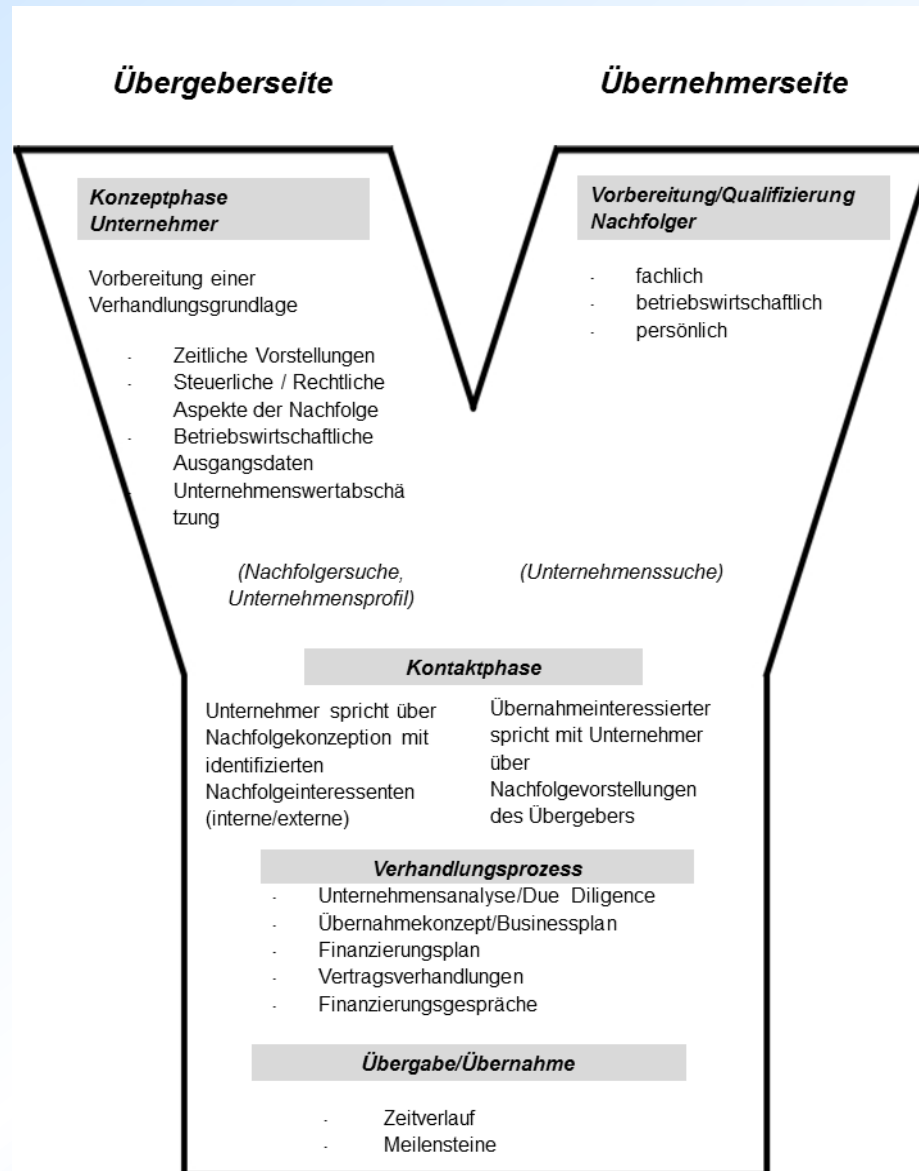 Übergeberseite
Übernehmerseite
Konzeptphase
Unternehmer
Vorbereitung einer
Verhandlungsgrundlage
- Zeitliche Vorstellungen
- Steuerliche / Rechtliche
Aspekte der Nachfolge
- Betriebswirtschaftliche
Ausgangsdaten
- Unternehmenswertabschä
tzung
(Nachfolgersuche,
Unternehmensprofil)
Vorbereitung/Qualifizierung
Nachfolger
- fachlich
- betriebswirtschaftlich
- persönlich
(Unternehmenssuche)
Kontaktphase
Unternehmer spricht über
Nachfolgekonzeption mit
identifizierten
Nachfolgeinteressenten
(interne/externe)
Übernahmeinteressierter
spricht mit Unternehmer
über
Nachfolgevorstellungen
des Übergebers
Verhandlungsprozess
- Unternehmensanalyse/Due Diligence
- Übernahmekonzept/Businessplan
- Finanzierungsplan
- Vertragsverhandlungen
- Finanzierungsgespräche
Übergabe/Übernahme
- Zeitverlauf
- Meilensteine